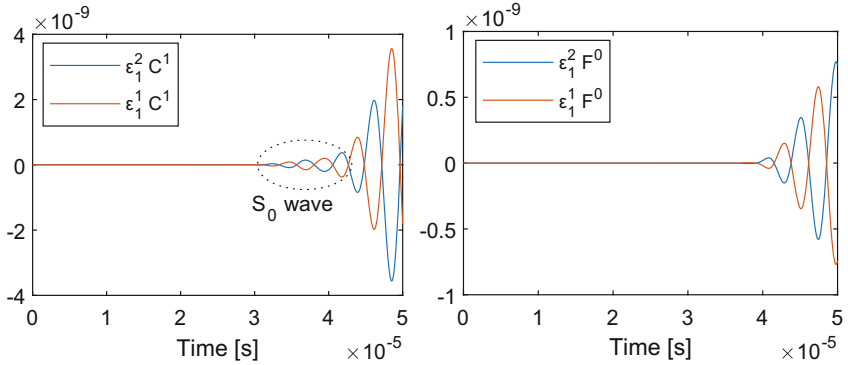 × 10⁻⁹
4
2
0
-2
-4
ε₁² C¹
ε₁¹ C¹
S₀ wave
0 1 2 3 4 5
Time [s]
× 10⁻⁵
× 10⁻⁹
1
0.5
0
-0.5
-1
ε₁² F⁰
ε₁¹ F⁰
0 1 2 3 4 5
Time [s]
× 10⁻⁵